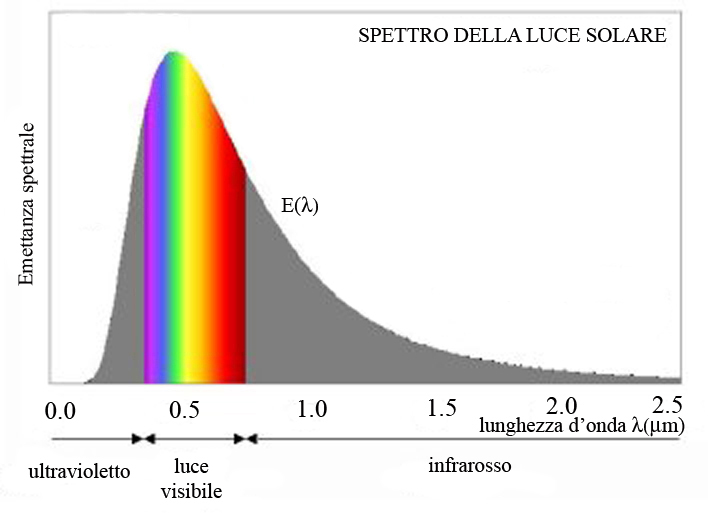 SPETTRO DELLA LUCE SOLARE
Emettanza spettrale
E(λ)
0.0 0.5 1.0 1.5 2.0 2.5
lunghezza d’onda λ(μm)
ultravioletto
luce
visibile
infrarosso